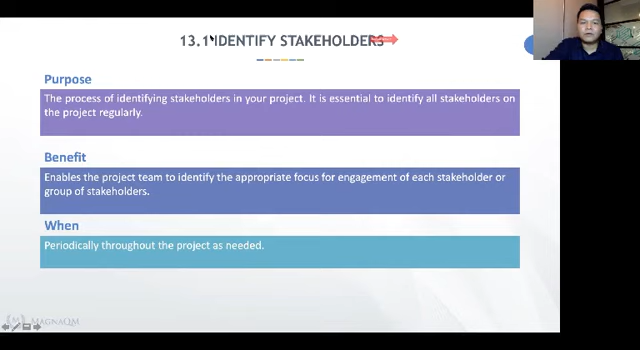 13.1 IDENTIFY STAKEHOLDERS
Purpose
The process of identifying stakeholders in your project. It is essential to identify all stakeholders on
the project regularly.
Benefit
Enables the project team to identify the appropriate focus for engagement of each stakeholder or
group of stakeholders.
When
Periodically throughout the project as needed.
MAGNAQM